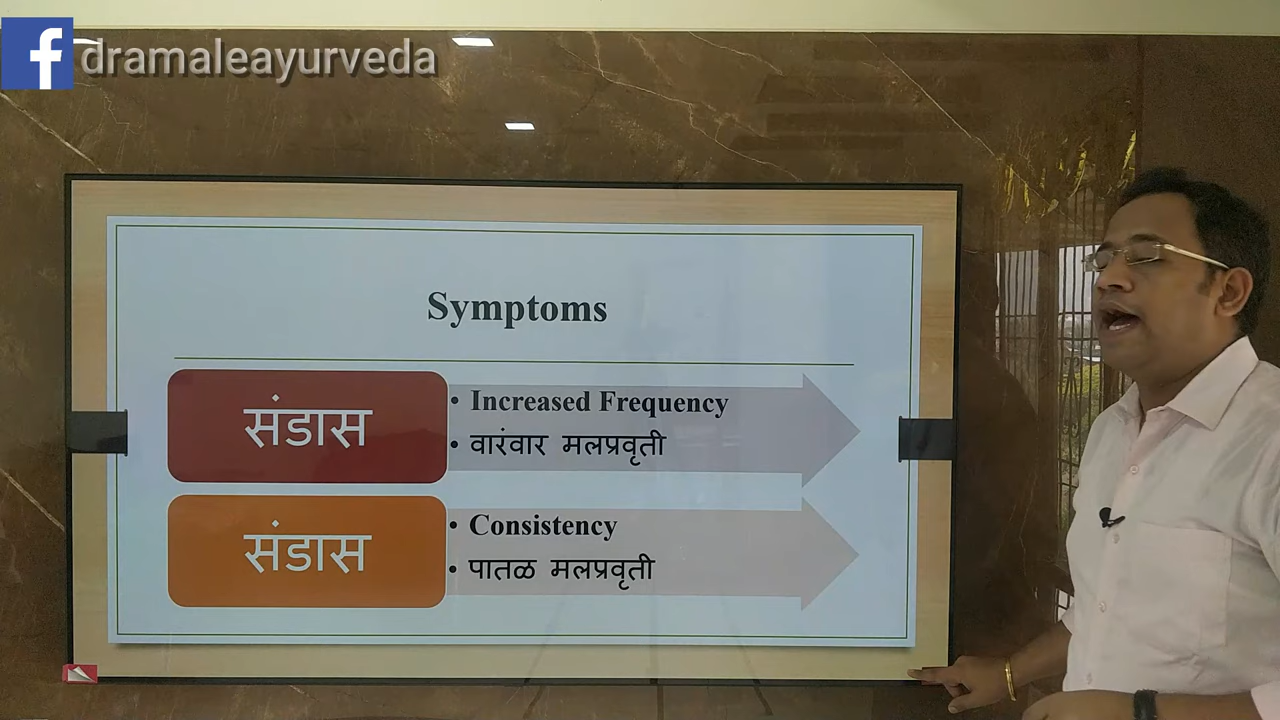 f dramaleayurveda
Symptoms
संडास
• Increased Frequency
• वारंवार मलप्रवृती
संडास
• Consistency
• पातळ मलप्रवृती